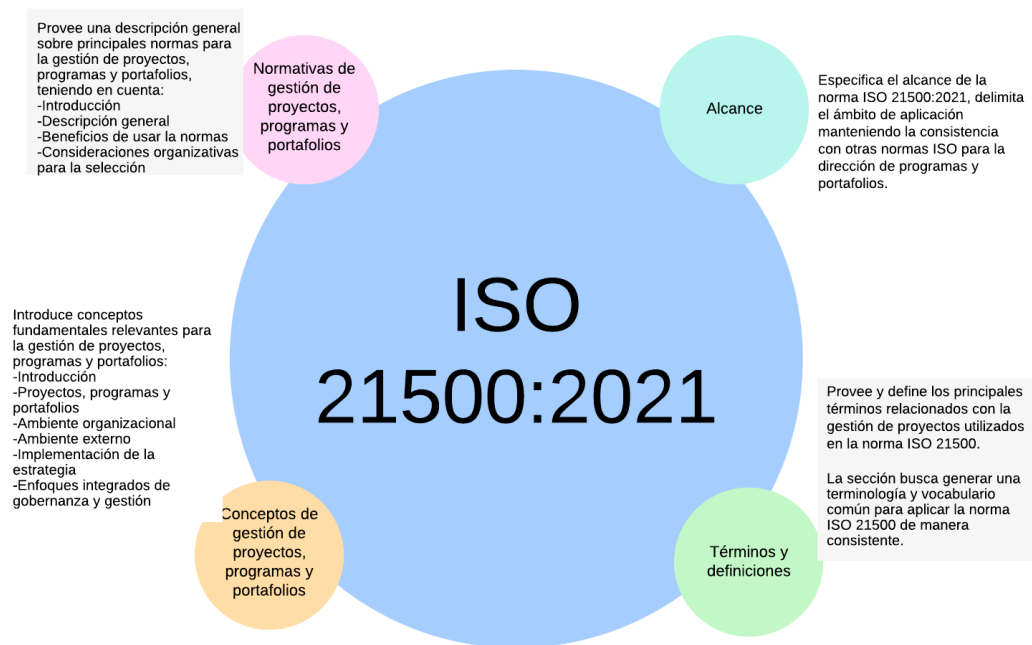 Provee una descripción general
sobre principales normas para
la gestión de proyectos,
programas y portafolios,
teniendo en cuenta:
-Introducción
-Descripción general
-Beneficios de usar la normas
-Consideraciones organizativas
para la selección
Normativas de
gestión de
proyectos,
programas y
portafolios
Alcance
Especifica el alcance de la
norma ISO 21500:2021, delimita
el ámbito de aplicación
manteniendo la consistencia
con otras normas ISO para la
dirección de programas y
portafolios.
ISO
21500:2021
Introduce conceptos
fundamentales relevantes para
la gestión de proyectos,
programas y portafolios:
-Introducción
-Proyectos, programas y
portafolios
-Ambiente organizacional
-Ambiente externo
-Implementación de la
estrategia
-Enfoques integrados de
gobernanza y gestión
Conceptos de
gestión de
proyectos,
programas y
portafolios
Términos y
definiciones
Provee y define los principales
términos relacionados con la
gestión de proyectos utilizados
en la norma ISO 21500.
La sección busca generar una
terminología y vocabulario
común para aplicar la norma
ISO 21500 de manera
consistente.